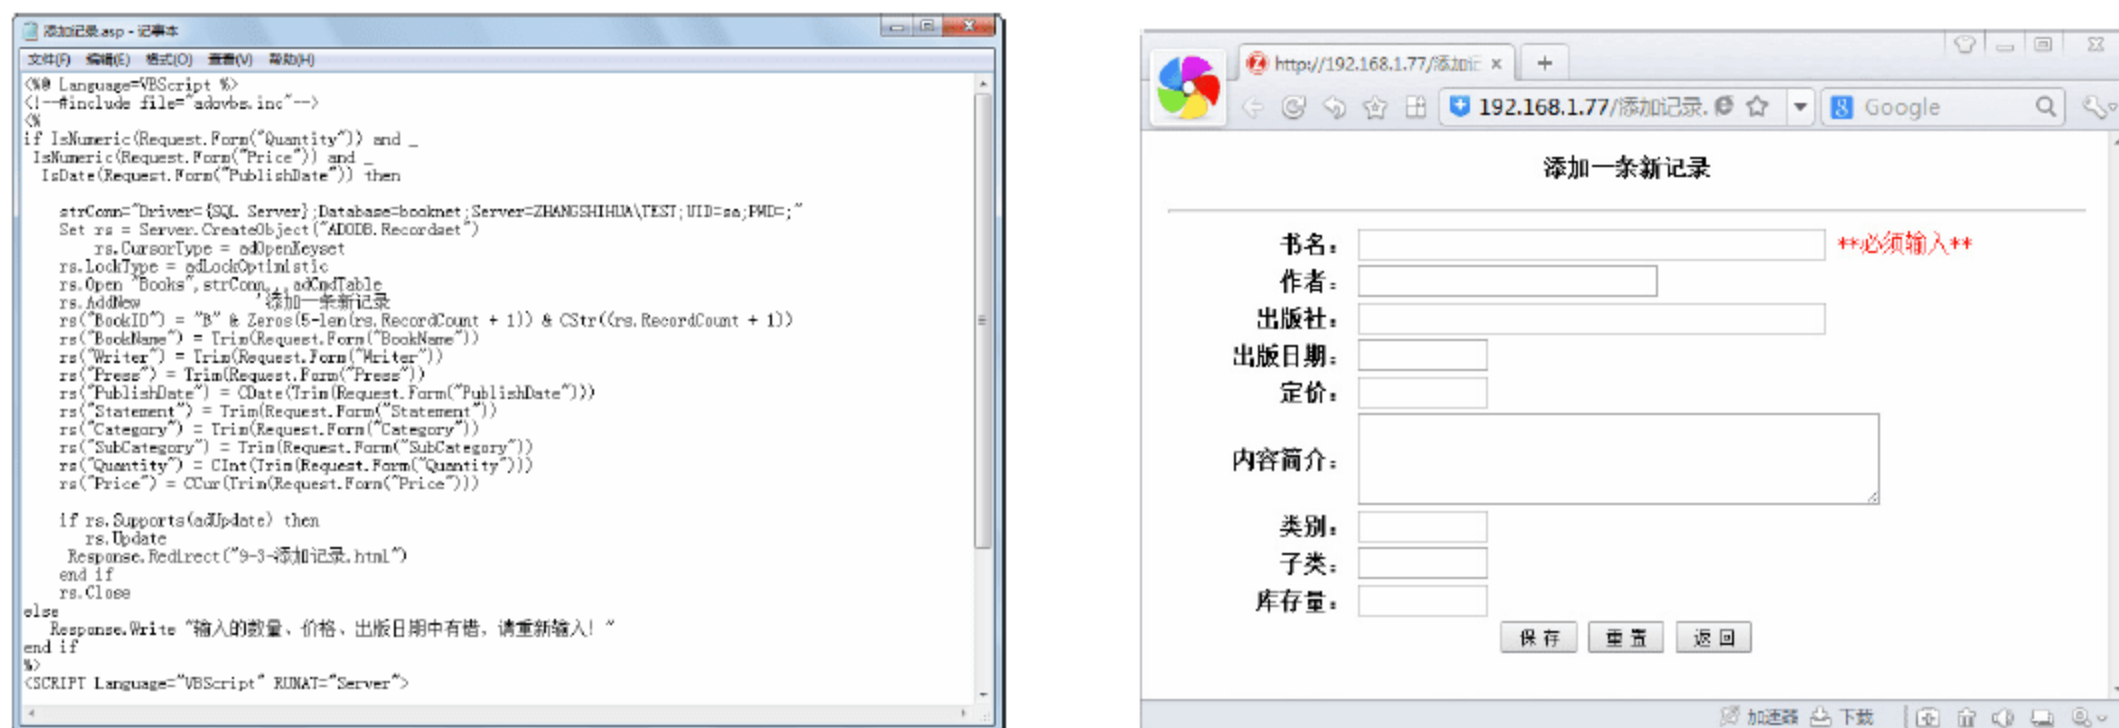 添加记录.asp - 记事本
文件(F) 编辑(E) 格式(O) 查看(V) 帮助(H)
<%@ Language=VBScript %>
<!--#include file="adovbs.inc"-->
<%
if IsNumeric(Request.Form("Quantity")) and _
IsNumeric(Request.Form("Price")) and _
IsDate(Request.Form("PublishDate")) then
strConn="Driver={SQL Server};Database=booknet;Server=ZHANGSHIHUA\TEST;UID=sa;PWD=;"
Set rs = Server.CreateObject("ADODB.Recordset")
rs.CursorType = adOpenKeyset
rs.LockType = adLockOptimistic
rs.Open "Books",strConn,,,adCmdTable
rs.AddNew '添加一条新记录
rs("BookID") = "B" & Zeros(5-len(rs.RecordCount + 1)) & CStr((rs.RecordCount + 1))
rs("BookName") = Trim(Request.Form("BookName"))
rs("Writer") = Trim(Request.Form("Writer"))
rs("Press") = Trim(Request.Form("Press"))
rs("PublishDate") = CDate(Trim(Request.Form("PublishDate")))
rs("Statement") = Trim(Request.Form("Statement"))
rs("Category") = Trim(Request.Form("Category"))
rs("SubCategory") = Trim(Request.Form("SubCategory"))
rs("Quantity") = CInt(Trim(Request.Form("Quantity")))
rs("Price") = CCur(Trim(Request.Form("Price")))
if rs.Supports(adUpdate) then
rs.Update
Response.Redirect("9-3-添加记录.html")
end if
rs.Close
else
Response.Write "输入的数量、价格、出版日期中有错，请重新输入！"
end if
%>
<SCRIPT Language="VBScript" RUNAT="Server">
http://192.168.1.77/添加记
192.168.1.77/添加记录.
Google
添加一条新记录
书名： **必须输入**
作者：
出版社：
出版日期：
定价：
内容简介：
类别：
子类：
库存量：
保存 重置 返回
加速器 下载